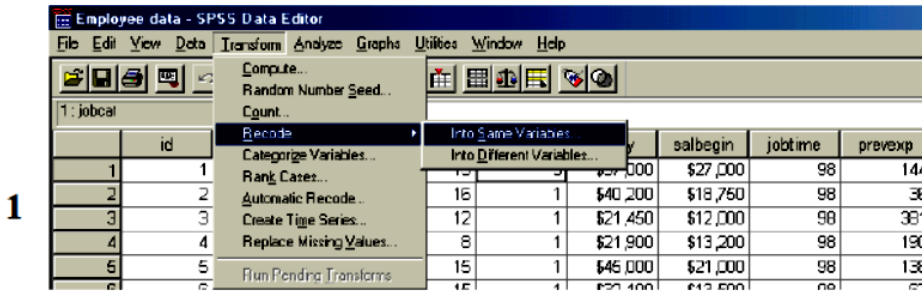 Employee data - SPSS Data Editor
File Edit View Data Transform Analyze Graphs Utilities Window Help
1 : jobcat
Compute...
Random Number Seed...
Count...
Recode
Into Same Variables...
Into Different Variables...
Categorize Variables...
Rank Cases...
Automatic Recode...
Create Time Series...
Replace Missing Values...
Run Pending Transforms
id y salbegin jobtime prevexp
1 1 $27,000 98 144
2 2 16 1 $40,200 $18,750 98
3 3 12 1 $21,450 $12,000 98 381
4 4 8 1 $21,900 $13,200 98 190
5 5 15 1 $45,000 $21,000 98 138
1